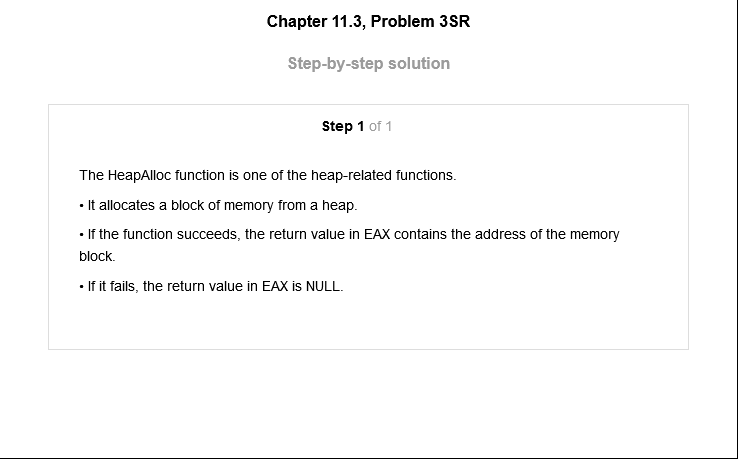 Chapter 11.3, Problem 3SR
Step-by-step solution
Step 1 of 1
The HeapAlloc function is one of the heap-related functions.
• It allocates a block of memory from a heap.
• If the function succeeds, the return value in EAX contains the address of the memory
block.
• If it fails, the return value in EAX is NULL.